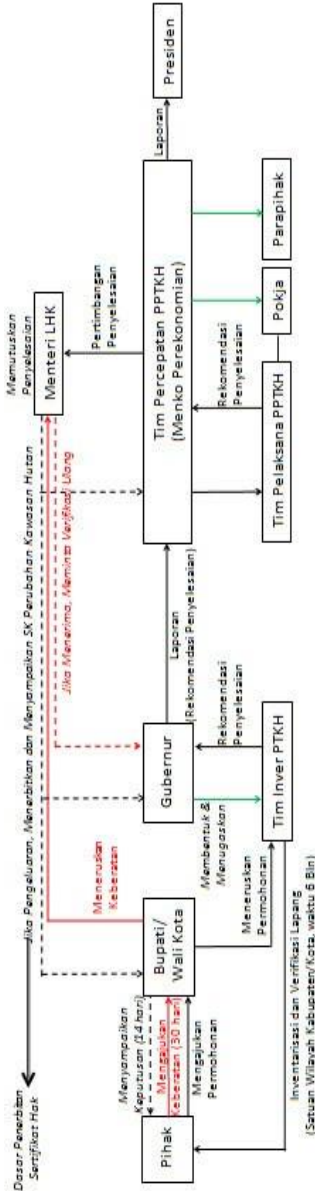 Dasar Penerbitan
Sertifikat Hak
Jika Pengeluaran, Menerbitkan dan Menyampaikan SK Perubahan Kawasan Hutan
Memutuskan
Penyelesaian
Menteri LHK
Jika Menerima, Meminta Verifikasi Ulang
Meneruskan
Keberatan
Pertimbangan
Penyelesaian
Menyampaikan
Keputusan (14 hari)
Mengajukan
Keberatan (30 hari)
Mengajukan
Permohonan
Pihak
Bupati/
Wali Kota
Gubernur
Laporan
(Rekomendasi Penyelesaian)
Tim Percepatan PPTKH
(Menko Perekonomian)
Laporan
Presiden
Meneruskan
Permohonan
Membentuk &
Menugaskan
Rekomendasi
Penyelesaian
Rekomendasi
Penyelesaian
Tim Inver PTKH
Tim Pelaksana PPTKH
Pokja
Parapihak
Inventarisasi dan Verifikasi Lapang
(Satuan Wilayah Kabupaten/Kota, waktu 6 Bln)